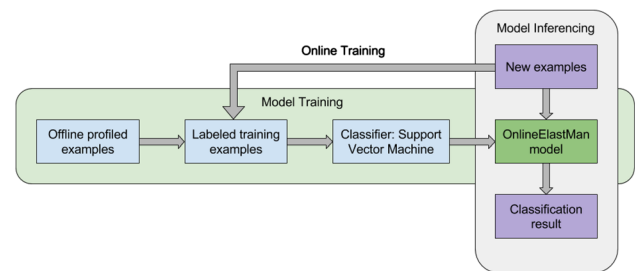 Model Inferencing
Online Training
New examples
Model Training
Offline profiled
examples
Labeled training
examples
Classifier: Support
Vector Machine
OnlineElastMan
model
Classification
result